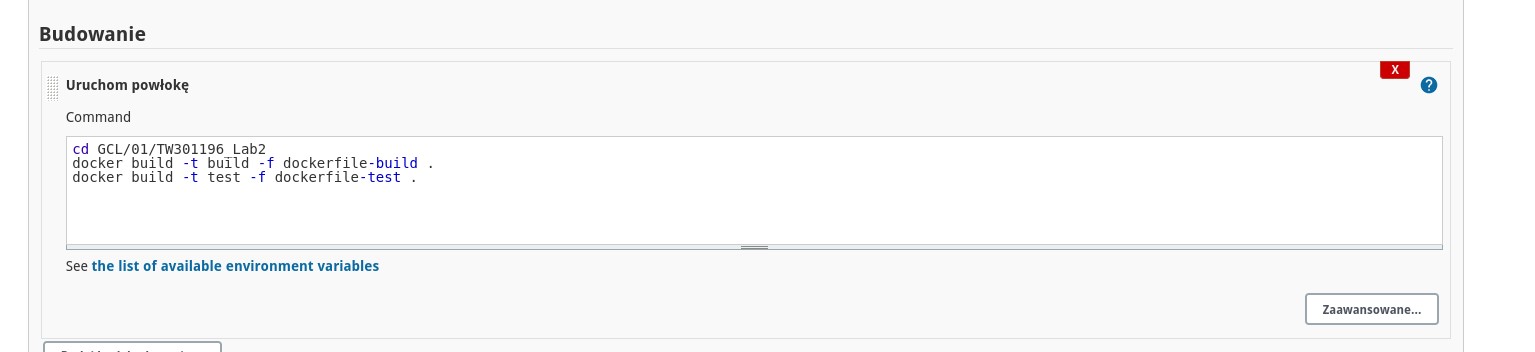 Budowanie
X
Uruchom powłokę
?
Command
cd GCL/01/TW301196_Lab2
docker build -t build -f dockerfile-build .
docker build -t test -f dockerfile-test .
See the list of available environment variables
Zaawansowane...